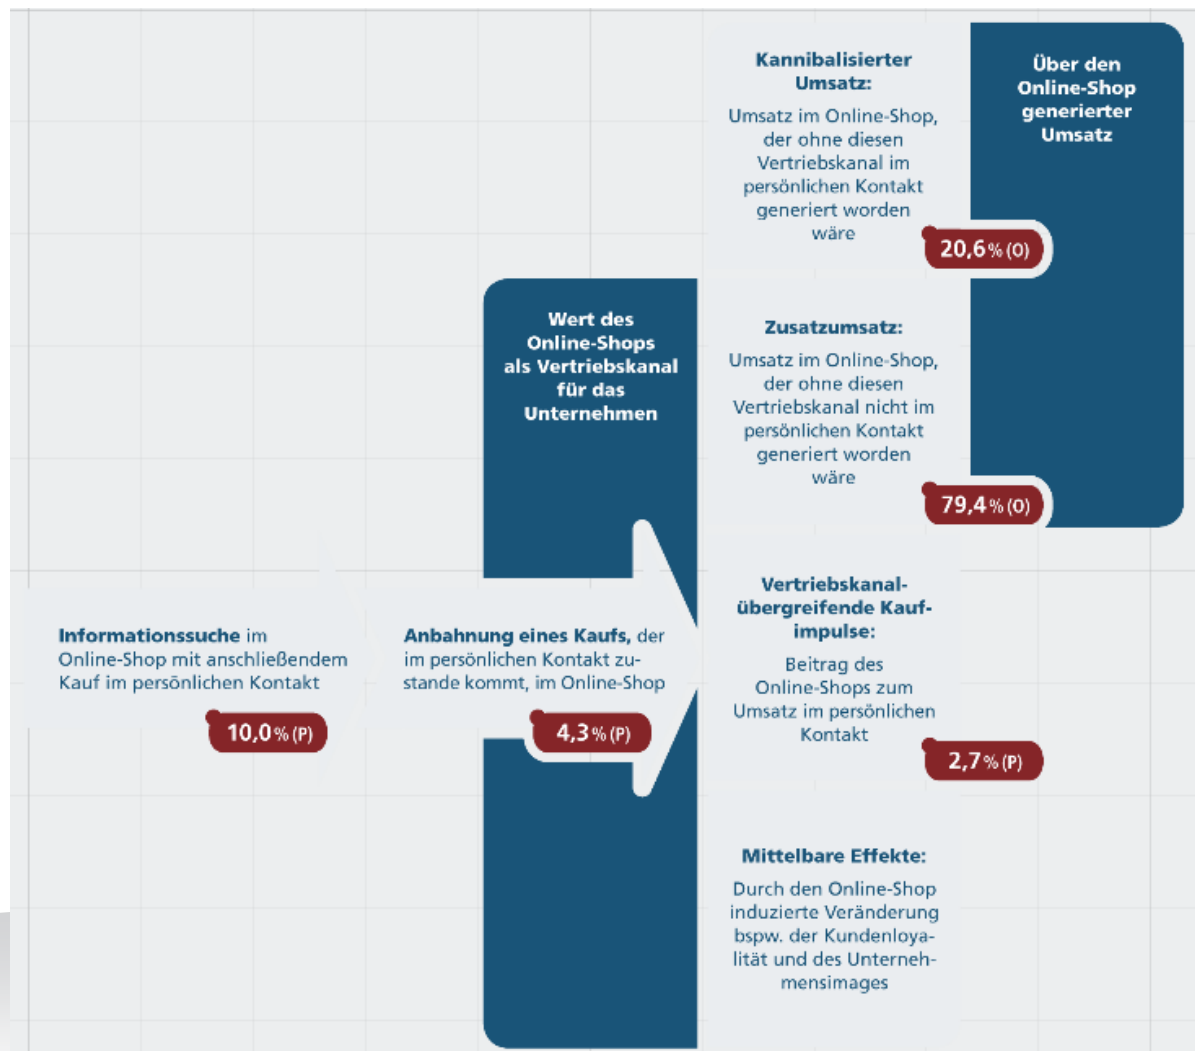 Kannibalisierter
Umsatz:
Umsatz im Online-Shop,
der ohne diesen
Vertriebskanal im
persönlichen Kontakt
generiert worden
wäre
20,6 % (O)
Über den
Online-Shop
generierter
Umsatz
Wert des
Online-Shops
als Vertriebskanal
für das
Unternehmen
Zusatzumsatz:
Umsatz im Online-Shop,
der ohne diesen
Vertriebskanal nicht im
persönlichen Kontakt
generiert worden
wäre
79,4 % (O)
Informationssuche im
Online-Shop mit anschließendem
Kauf im persönlichen Kontakt
10,0 % (P)
Anbahnung eines Kaufs, der
im persönlichen Kontakt zu-
stande kommt, im Online-Shop
4,3 % (P)
Vertriebskanal-
übergreifende Kauf-
impulse:
Beitrag des
Online-Shops zum
Umsatz im persönlichen
Kontakt
2,7 % (P)
Mittelbare Effekte:
Durch den Online-Shop
induzierte Veränderung
bspw. der Kundenloya-
lität und des Unterneh-
mensimages